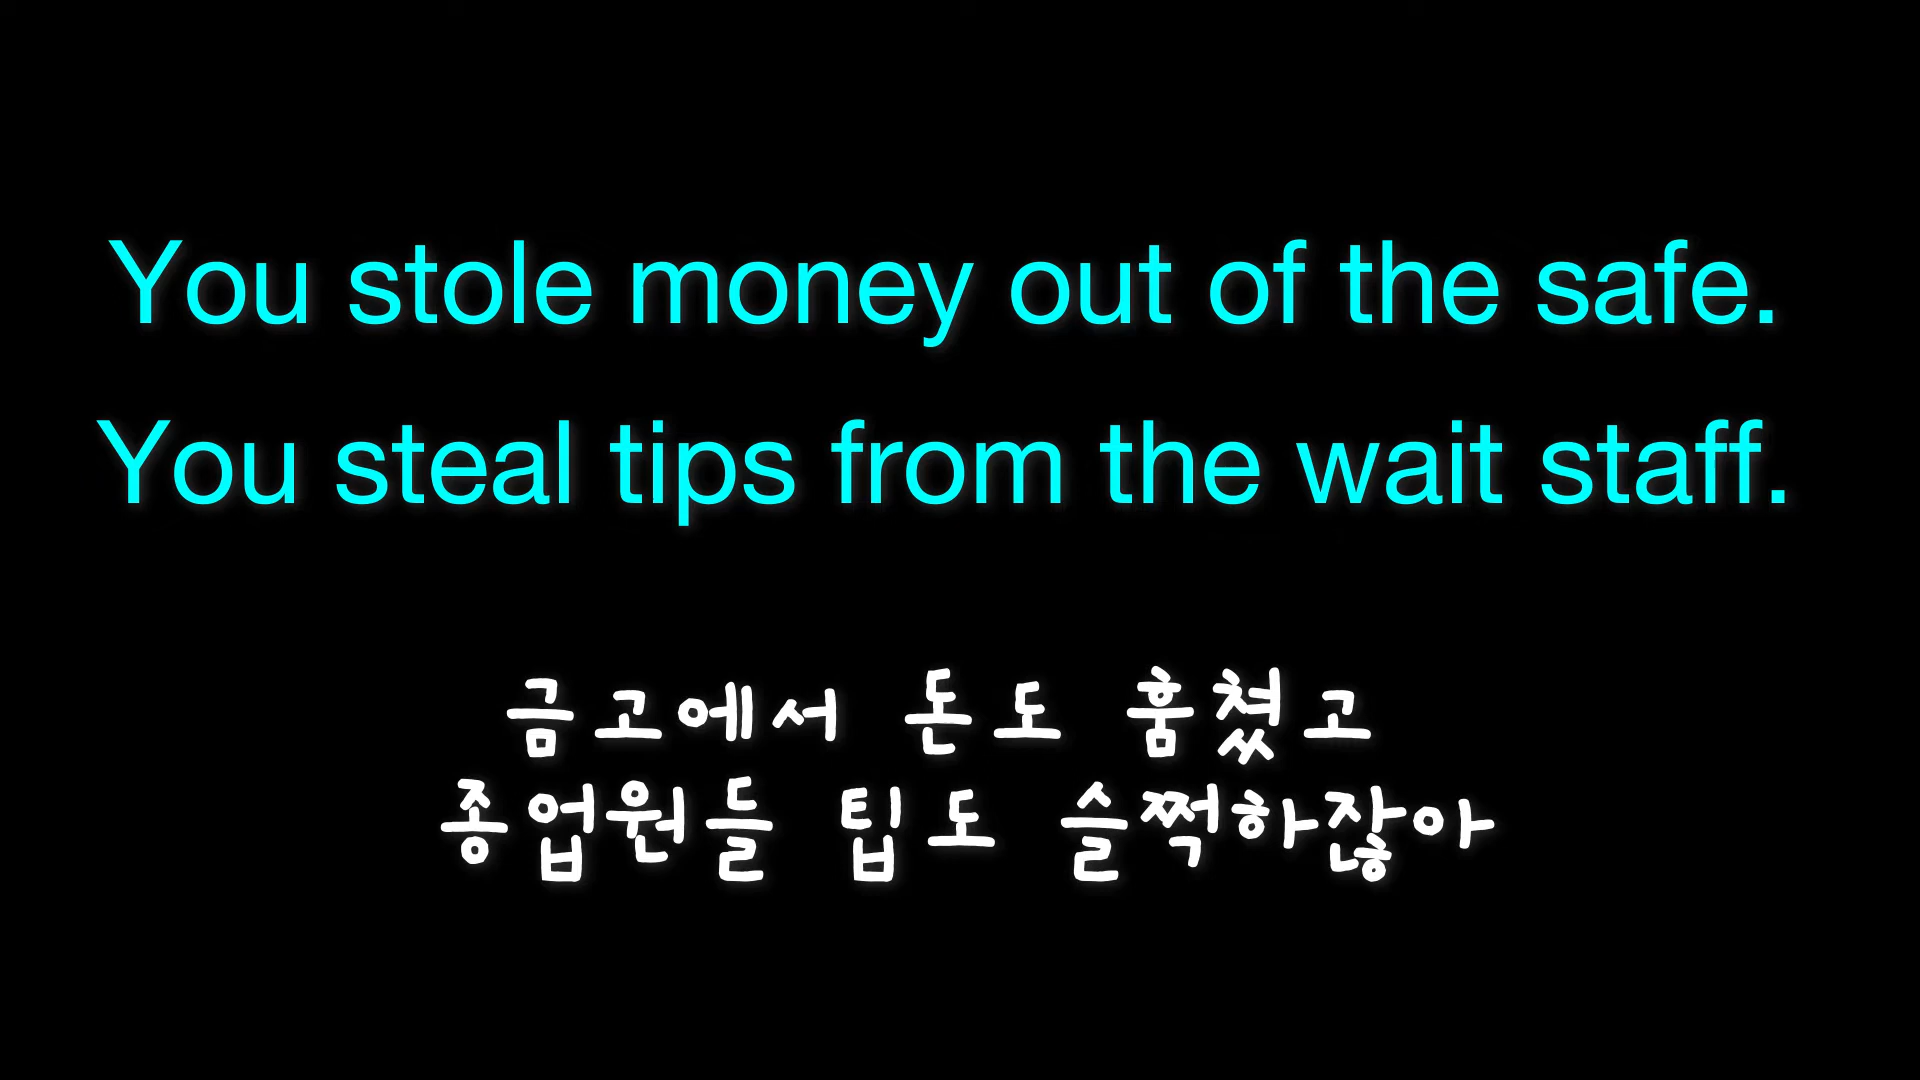 You stole money out of the safe.
You steal tips from the wait staff.
금고에서 돈도 훔쳤고
종업원들 팁도 슬쩍하잖아